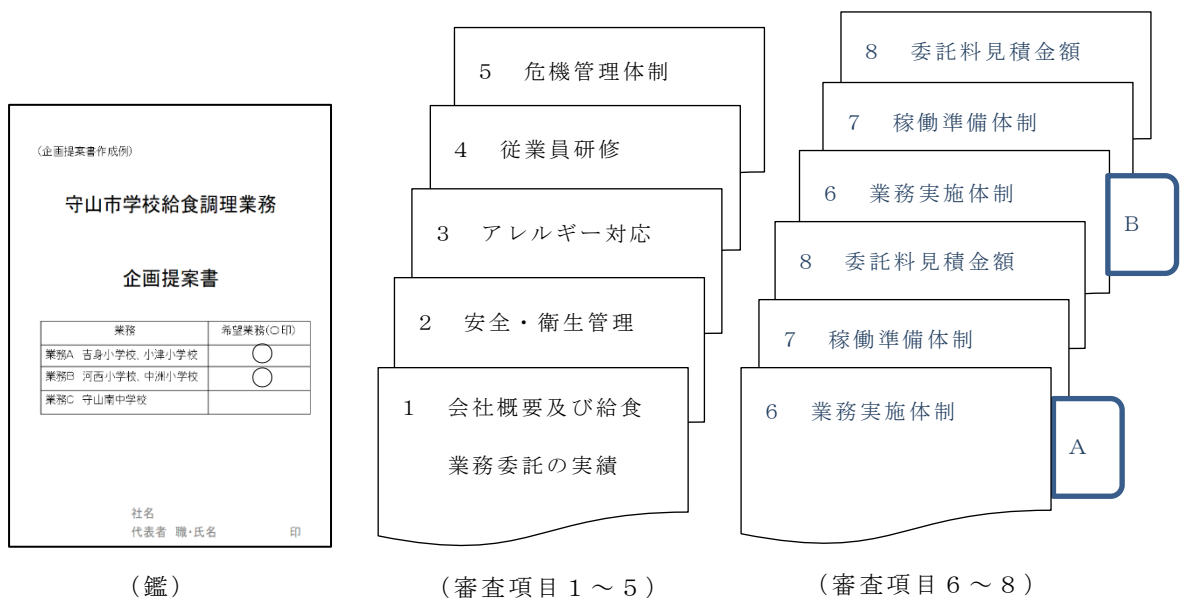 （企画提案書作成例）
守山市学校給食調理業務
企画提案書
業務 希望業務(○印)
業務A 吉身小学校, 小津小学校 ○
業務B 河西小学校, 中洲小学校 ○
業務C 守山南中学校
社名
代表者 職・氏名 印
（鑑）
5 危機管理体制
4 従業員研修
3 アレルギー対応
2 安全・衛生管理
1 会社概要及び給食
業務委託の実績
（審査項目１～５）
8 委託料見積金額
7 稼働準備体制
6 業務実施体制
B
8 委託料見積金額
7 稼働準備体制
6 業務実施体制
A
（審査項目６～８）